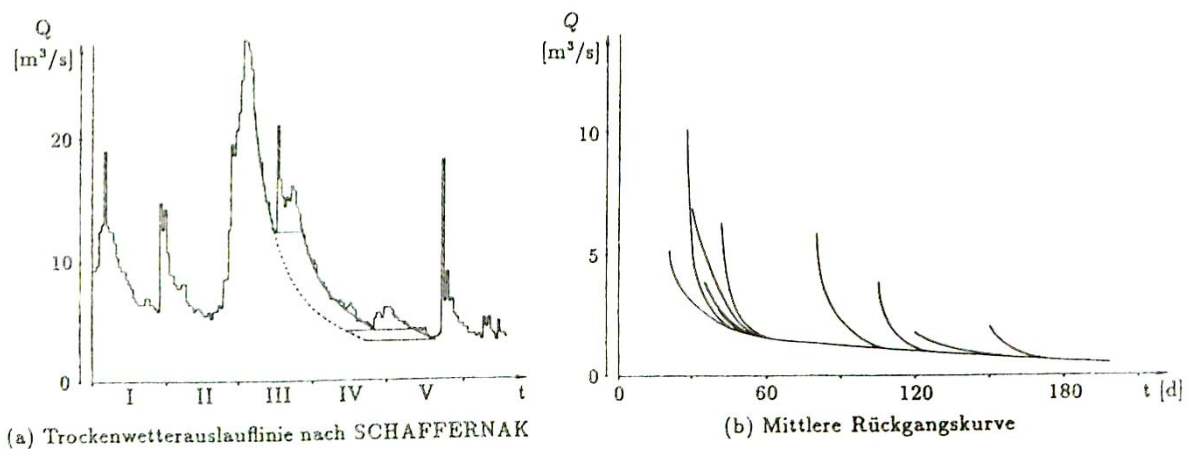 Q
[m³/s]
20
10
0
I II III IV V t
(a) Trockenwetterauslauflinie nach SCHAFFERNAK
Q
[m³/s]
10
5
0
0 60 120 180 t [d]
(b) Mittlere Rückgangskurve